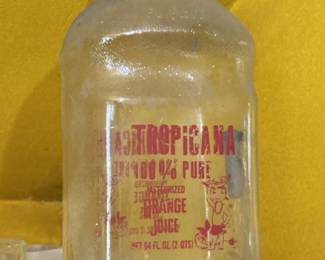 TROPICANA
100% PURE
PASTEURIZED
ORANGE
JUICE
NET 64 FL. OZ. (2 QTS)